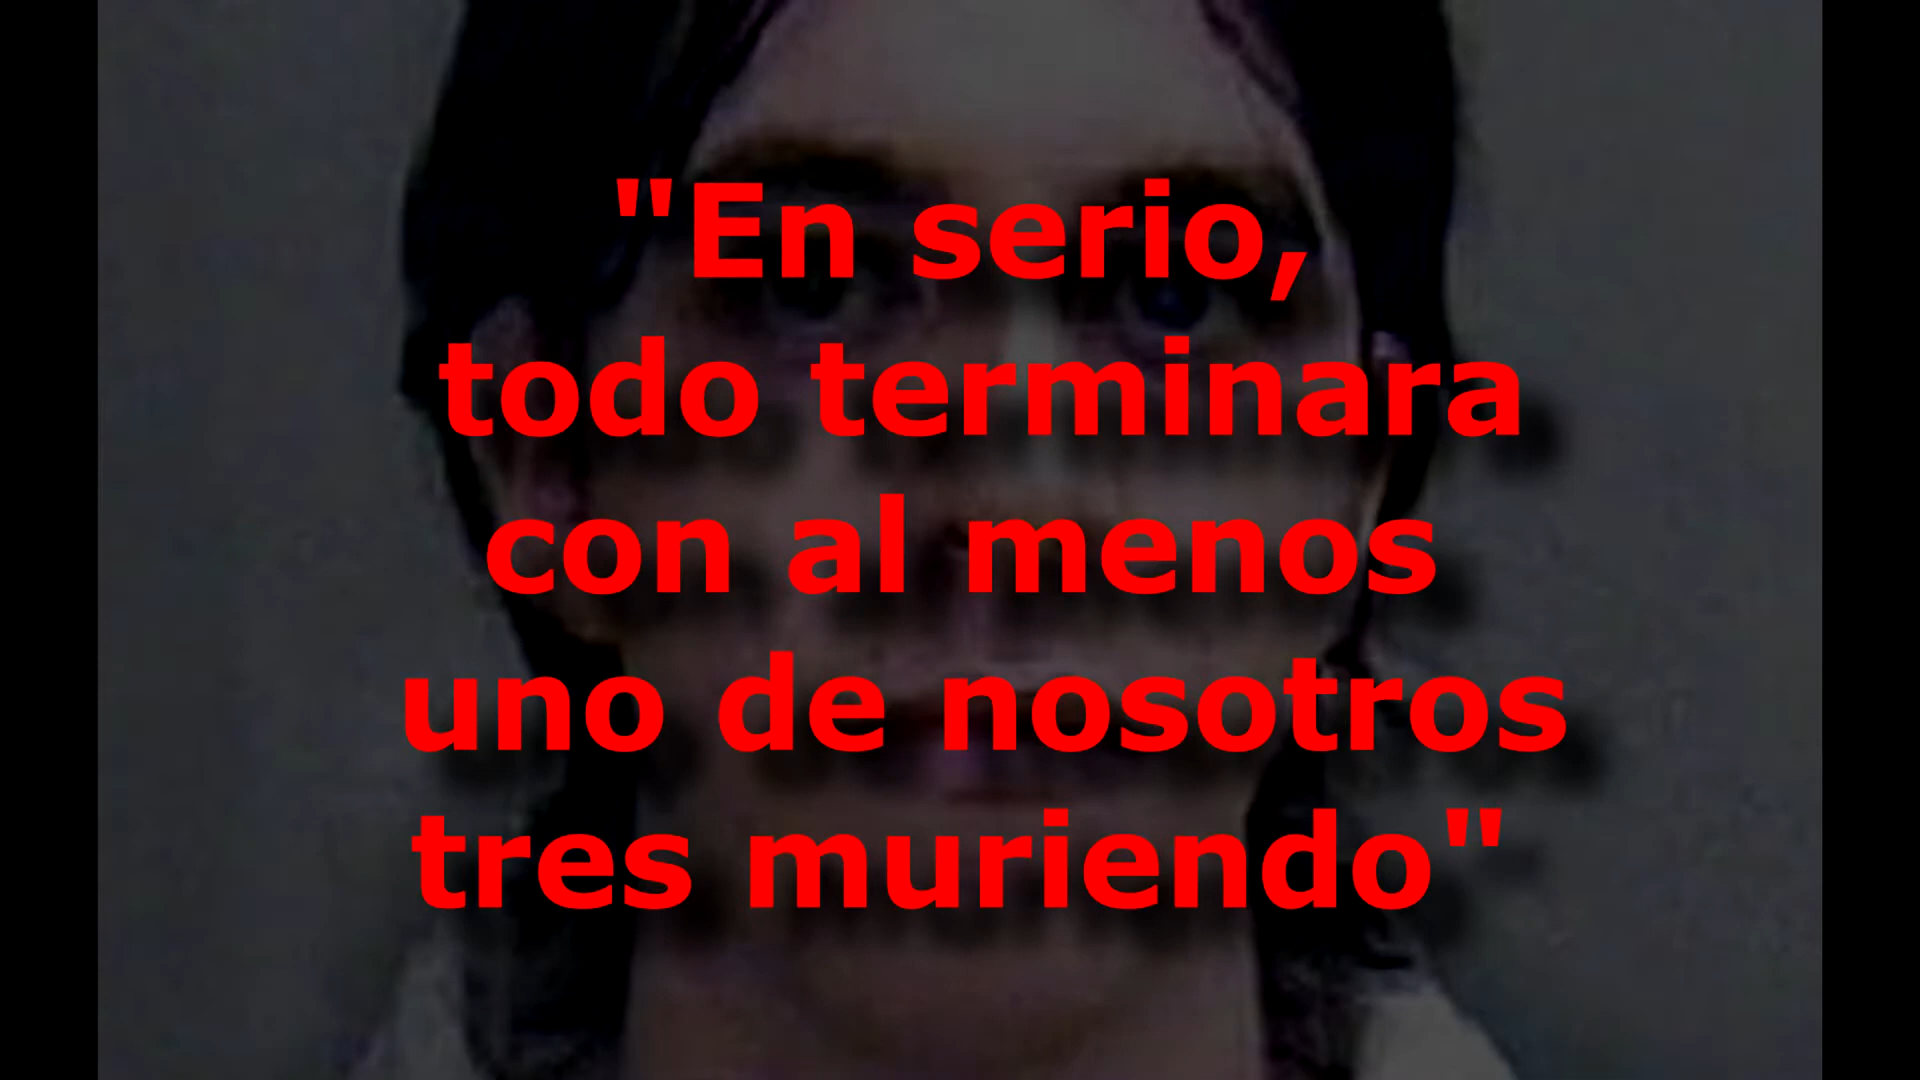 "En serio,
todo terminara
con al menos
uno de nosotros
tres muriendo"